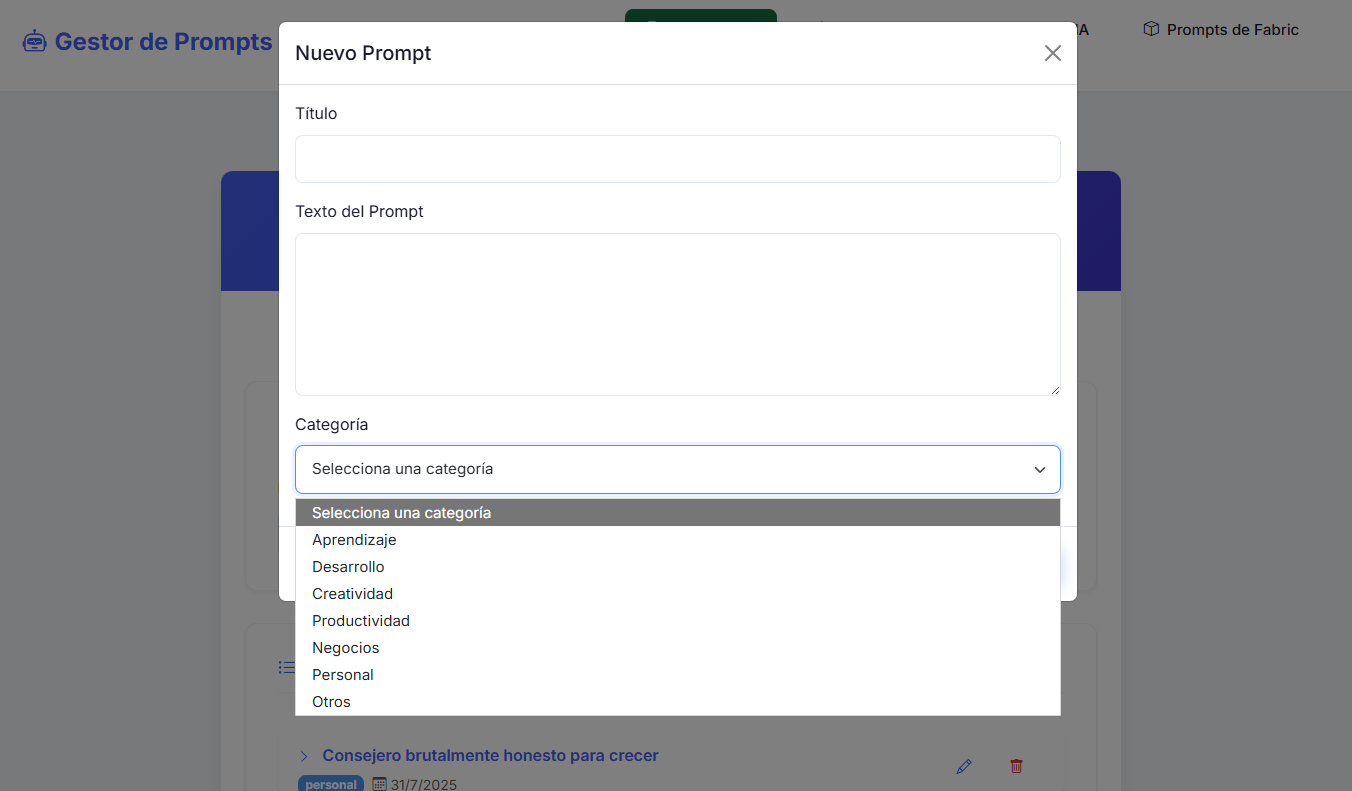 Gestor de Prompts
Prompts de Fabric
Nuevo Prompt
Título
Texto del Prompt
Categoría
Selecciona una categoría
Selecciona una categoría
Aprendizaje
Desarrollo
Creatividad
Productividad
Negocios
Personal
Otros
Consejero brutalmente honesto para crecer
personal 31/7/2025